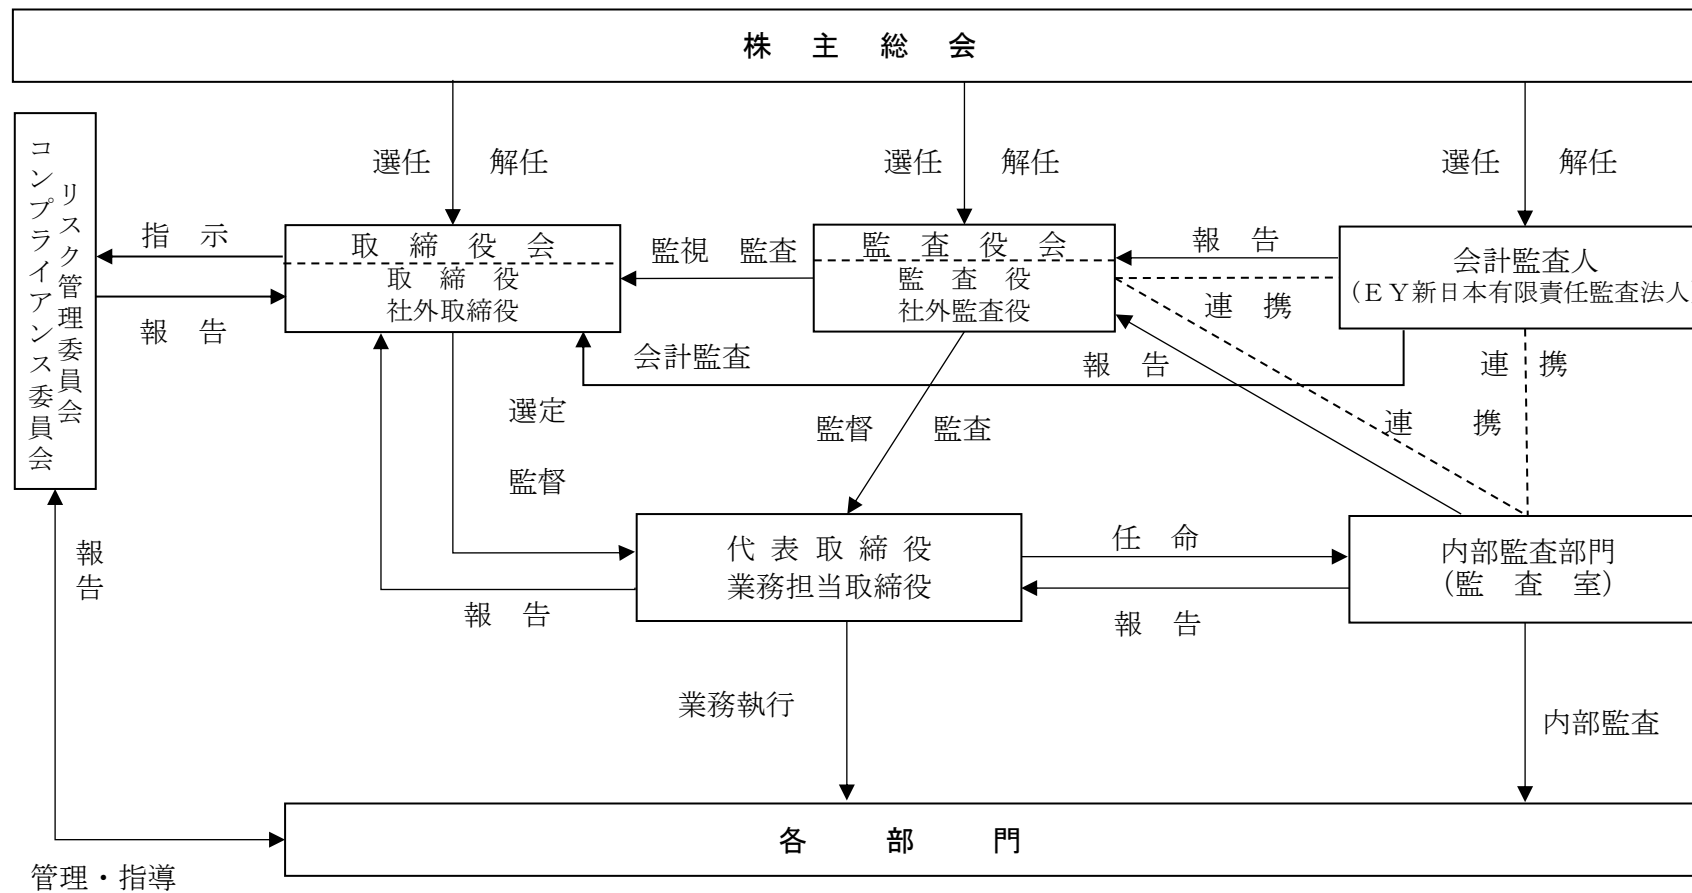 株 主 総 会
選任 解任
選任 解任
選任 解任
リスク管理委員会
コンプライアンス委員会
指 示
報 告
取 締 役 会
取 締 役
社外取締役
監視 監査
監 査 役 会
監 査 役
社外監査役
報 告
連 携
会計監査人
（ＥＹ新日本有限責任監査法人）
会計監査
報 告
連 携
連 携
選定
監督
監督 監査
報告
代 表 取 締 役
業務担当取締役
任 命
内部監査部門
（監 査 室）
報 告
報 告
業務執行
内部監査
各 部 門
管理・指導